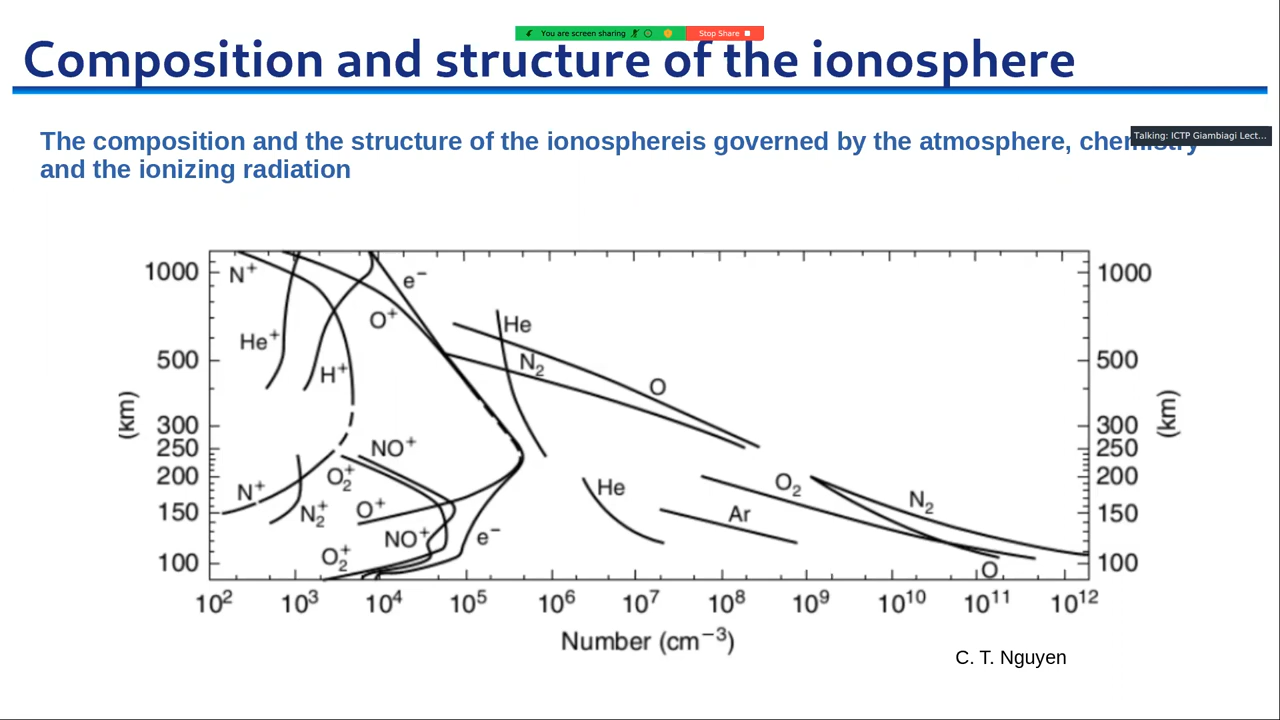 You are screen sharing Stop Share
Composition and structure of the ionosphere
Talking: ICTP Giambiagi Lect...
The composition and the structure of the ionosphereis governed by the atmosphere, chemistry
and the ionizing radiation
1000 N⁺ e⁻ 1000
O⁺ He
He⁺ 500 N₂ 500
H⁺ O
(km) (km)
300 300
250 NO⁺ 250
200 O₂⁺ O₂ 200
N⁺ He N₂
150 N₂⁺ O⁺ Ar 150
NO⁺ e⁻
100 O₂⁺ O 100
10² 10³ 10⁴ 10⁵ 10⁶ 10⁷ 10⁸ 10⁹ 10¹⁰ 10¹¹ 10¹²
Number (cm⁻³)
C. T. Nguyen